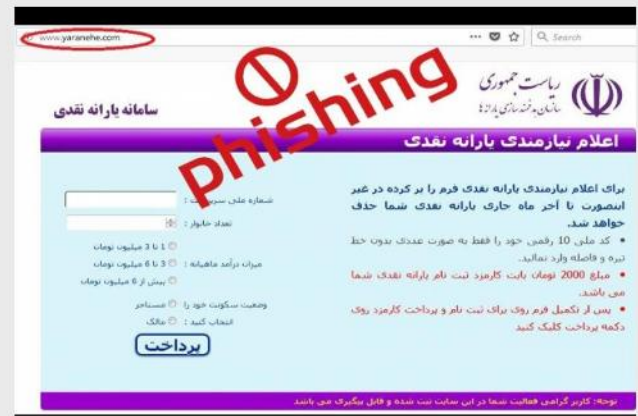 www.yaranehe.com
Search
phishing
ریاست جمهوری
سازمان هدفمندسازی یارانه ها
سامانه یارانه نقدی
اعلام نیازمندی یارانه نقدی
برای اعلام نیازمندی یارانه نقدی فرم را بر کرده در غیر
اینصورت تا آخر ماه جاری یارانه نقدی شما حذف
خواهد شد.
• کد ملی 10 رقمی خود را فقط به صورت عددی بدون خط
تیره و فاصله وارد نمائید.
• مبلغ 2000 تومان بابت کارمزد ثبت نام یارانه نقدی شما
می باشد.
• پس از تکمیل فرم روی برای ثبت نام و پرداخت کارمزد روی
دکمه پرداخت کلیک کنید
شماره ملی
تعداد خانوار :
میزان درآمد ماهیانه :
1 تا 3 میلیون تومان
3 تا 6 میلیون تومان
بیش از 6 میلیون تومان
وضعیت سکونت خود را
انتخاب کنید :
مستاجر
مالک
پرداخت
توجه: کاربر گرامی فعالیت شما در این سایت ثبت شده و قابل پیگیری می باشد